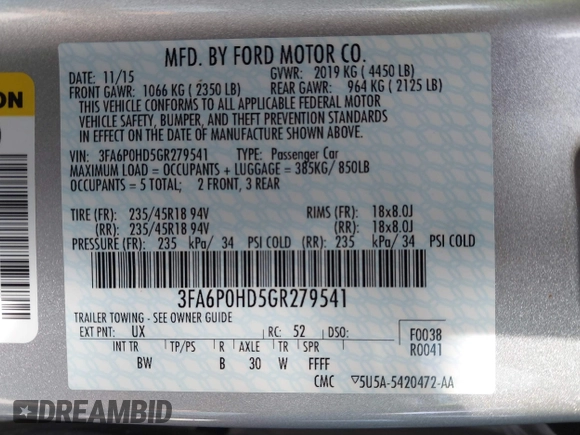 MFD. BY FORD MOTOR CO.
DATE: 11/15 GVWR: 2019 KG ( 4450 LB)
FRONT GAWR: 1066 KG ( 2350 LB) REAR GAWR: 964 KG ( 2125 LB)
THIS VEHICLE CONFORMS TO ALL APPLICABLE FEDERAL MOTOR
VEHICLE SAFETY, BUMPER, AND THEFT PREVENTION STANDARDS
IN EFFECT ON THE DATE OF MANUFACTURE SHOWN ABOVE.
VIN: 3FA6P0HD5GR279541 TYPE: Passenger Car
MAXIMUM LOAD = OCCUPANTS + LUGGAGE = 385KG/ 850LB
OCCUPANTS = 5 TOTAL; 2 FRONT, 3 REAR
TIRE (FR): 235/45R18 94V RIMS (FR): 18x8.0J
(RR): 235/45R18 94V (RR): 18x8.0J
PRESSURE (FR): 235 kPa/ 34 PSI COLD (RR): 235 kPa/ 34 PSI COLD
3FA6P0HD5GR279541
TRAILER TOWING - SEE OWNER GUIDE
EXT PNT: UX RC: 52 DSO: F0038
R0041
INT TR TP/PS R AXLE TR SPR
BW B 30 W FFFF
CMC ▽5U5A-5420472-AA
ON
DREAMBID